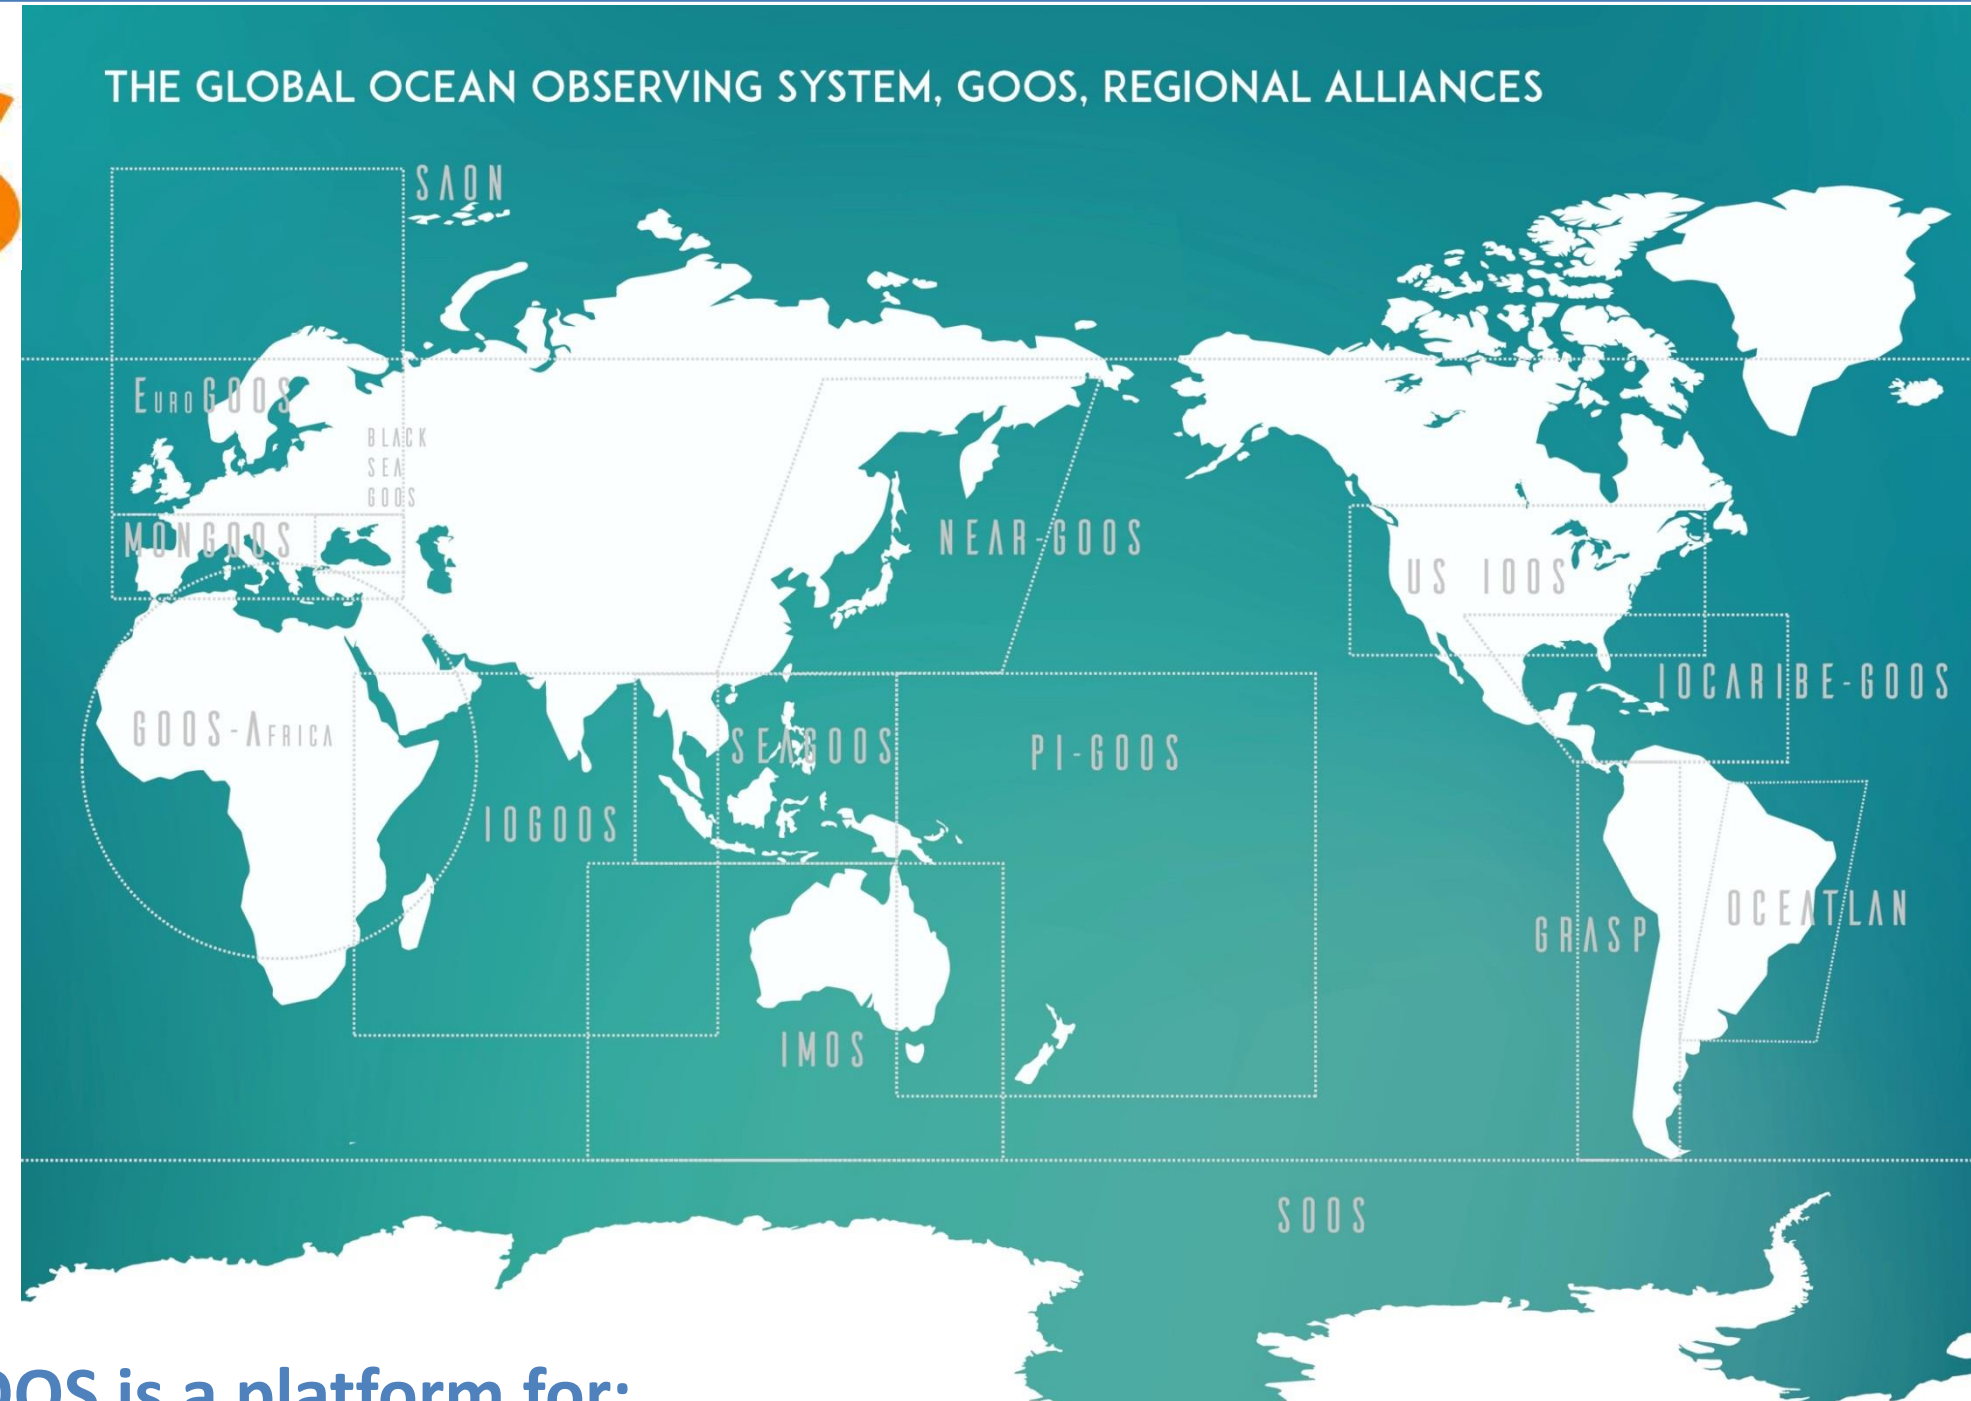 THE GLOBAL OCEAN OBSERVING SYSTEM, GOOS, REGIONAL ALLIANCES
SAON
EuroGOOS
BLACK
SEA
GOOS
MONGOOS
NEAR-GOOS
US IOOS
IOCARIBE-GOOS
GOOS-Africa
SEAGOOS
PI-GOOS
IOGOOS
OCEATLAN
GRASP
IMOS
SOOS
is a platform for: